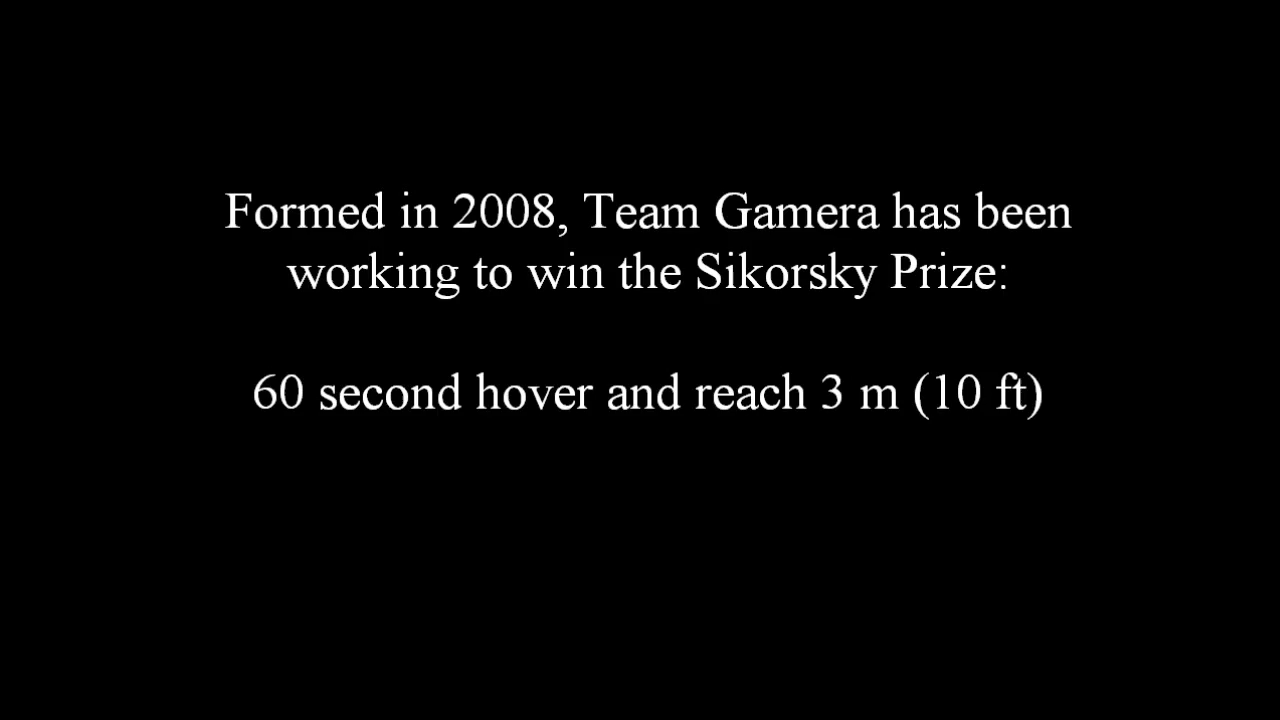 Formed in 2008, Team Gamera has been
working to win the Sikorsky Prize:
60 second hover and reach 3 m (10 ft)